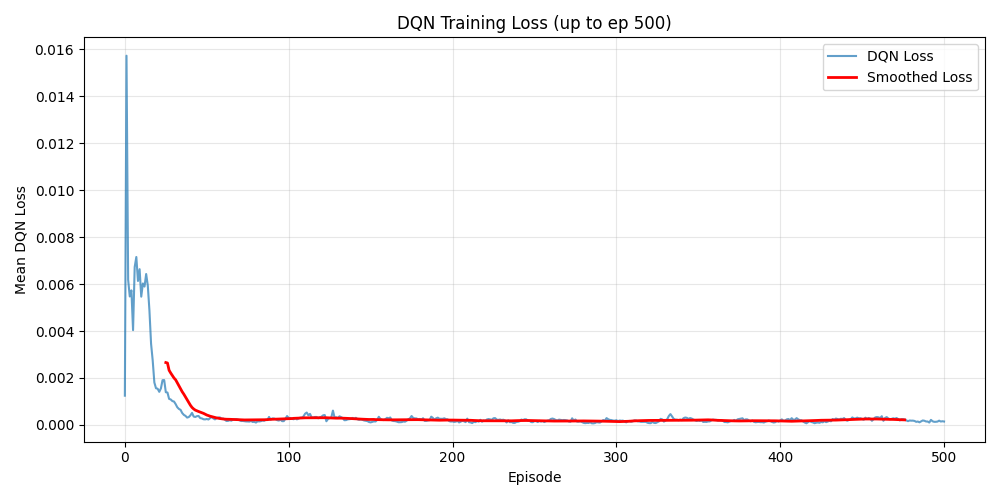 DQN Training Loss (up to ep 500)
DQN Loss
Smoothed Loss
Mean DQN Loss
0.016
0.014
0.012
0.010
0.008
0.006
0.004
0.002
0.000
0 100 200 300 400 500
Episode